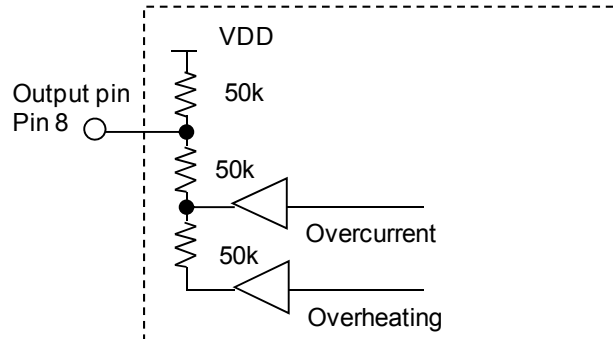 VDD
50k
Output pin
Pin 8
50k
Overcurrent
50k
Overheating